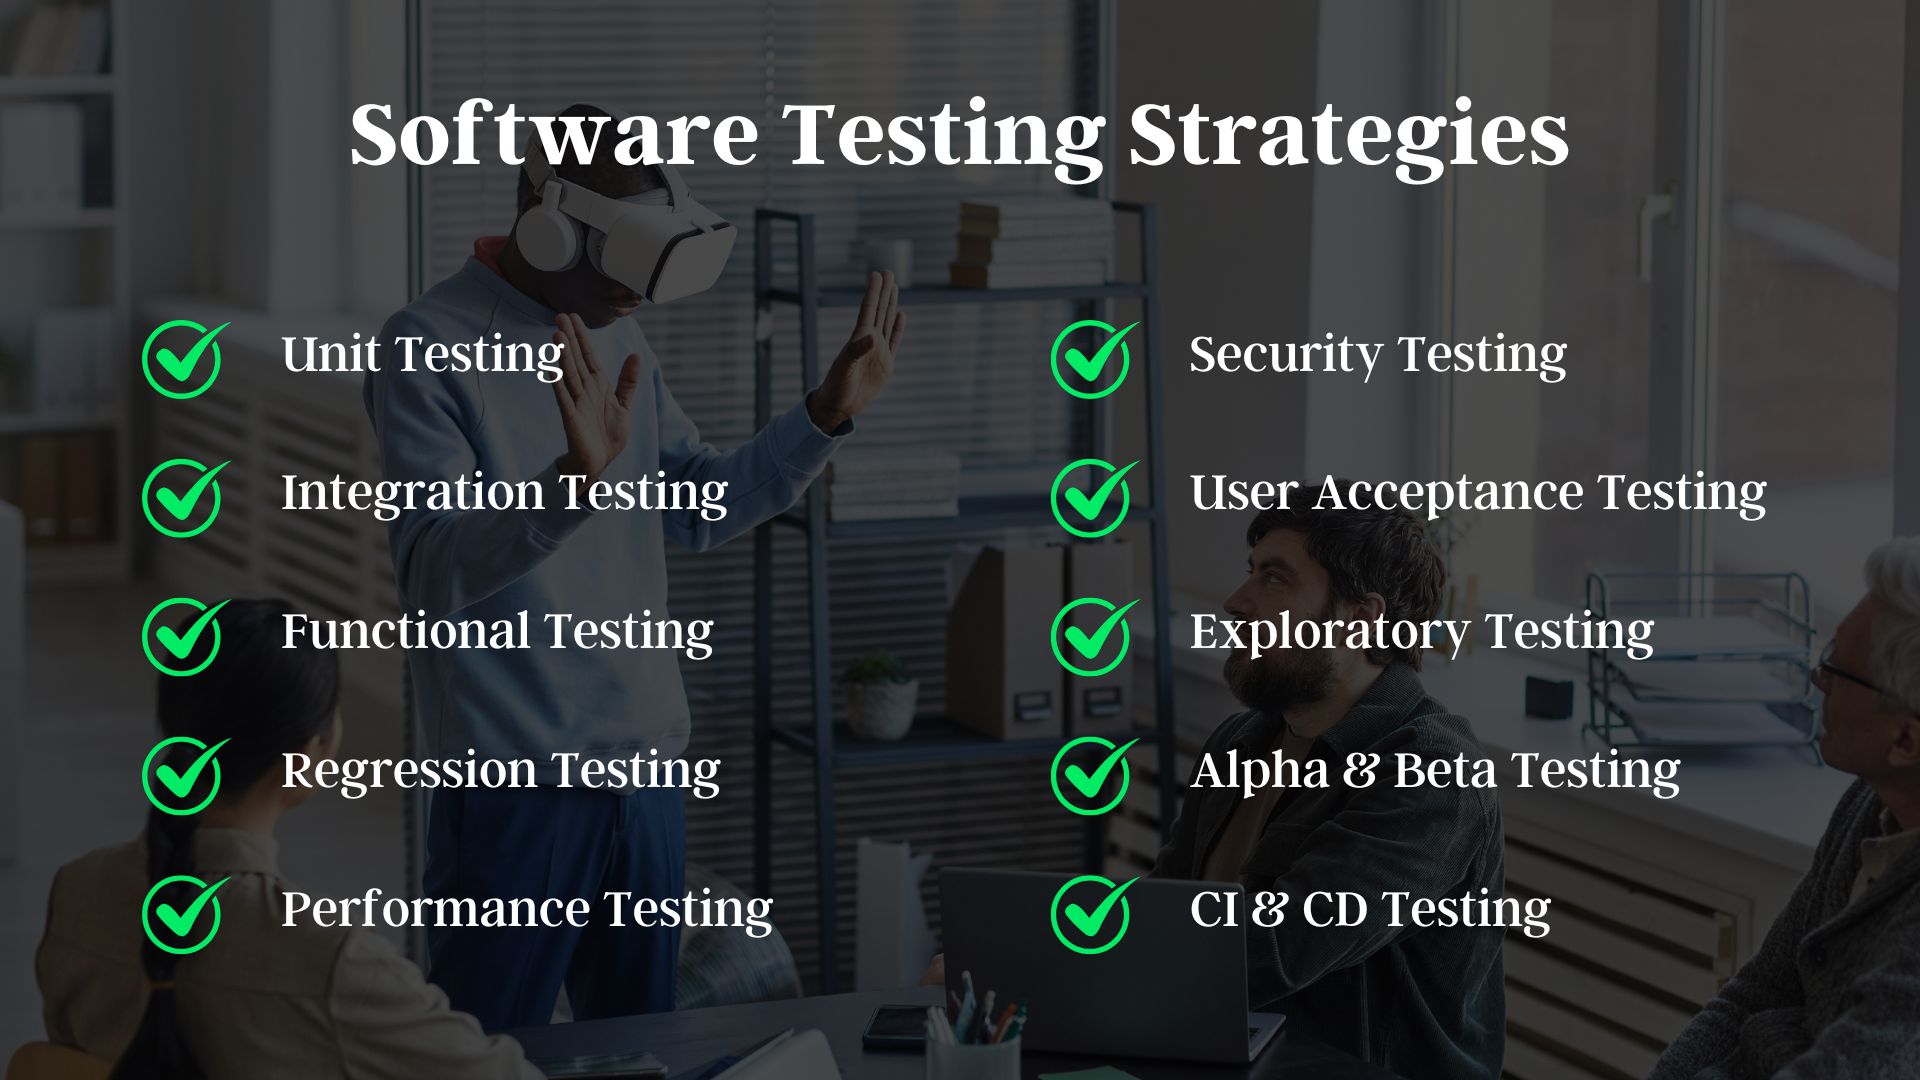 Software Testing Strategies
Unit Testing
Integration Testing
Functional Testing
Regression Testing
Performance Testing
Security Testing
User Acceptance Testing
Exploratory Testing
Alpha & Beta Testing
CI & CD Testing